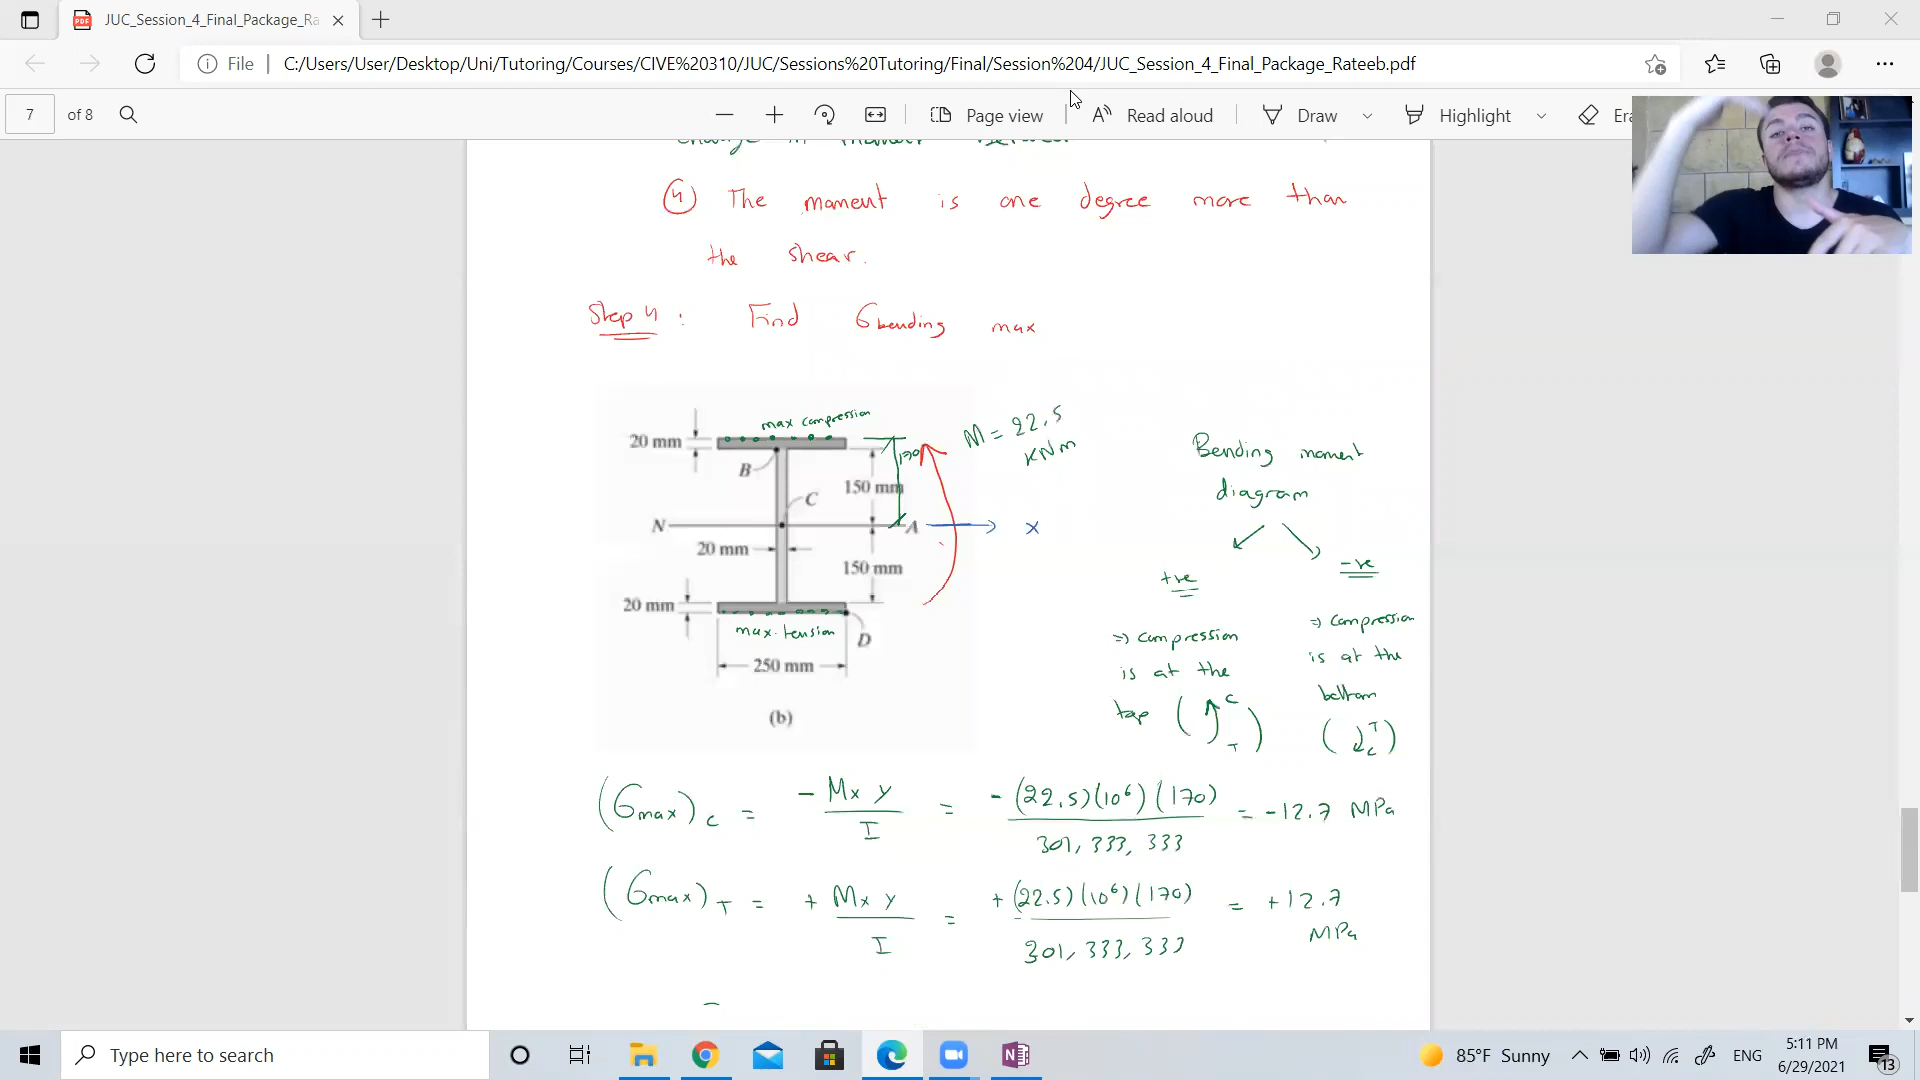 JUC_Session_4_Final_Package_Ra
File
C:/Users/User/Desktop/Uni/Tutoring/Courses/CIVE%20310/JUC/Sessions%20Tutoring/Final/Session%204/JUC_Session_4_Final_Package_Rateeb.pdf
7 of 8
Page view
Read aloud
Draw
Highlight
Era
change in moment between
④ The moment is one degree more than
the shear.
Step 4 : Find σbending max
max compression
20 mm
B
170
M = 22.5
KNm
150 mm
C
N
A
x
20 mm
150 mm
20 mm
max. tension
D
250 mm
(b)
Bending moment
diagram
+ve
-ve
=> compression
is at the
top ( C T )
=> compression
is at the
bottom
( T C )
(σmax)C = - Mx y / I = - (22.5)(10⁶)(170) / 301,333,333 = -12.7 MPa
(σmax)T = + Mx y / I = + (22.5)(10⁶)(170) / 301,333,333 = +12.7
MPa
Type here to search
85°F Sunny
ENG
5:11 PM
6/29/2021
13